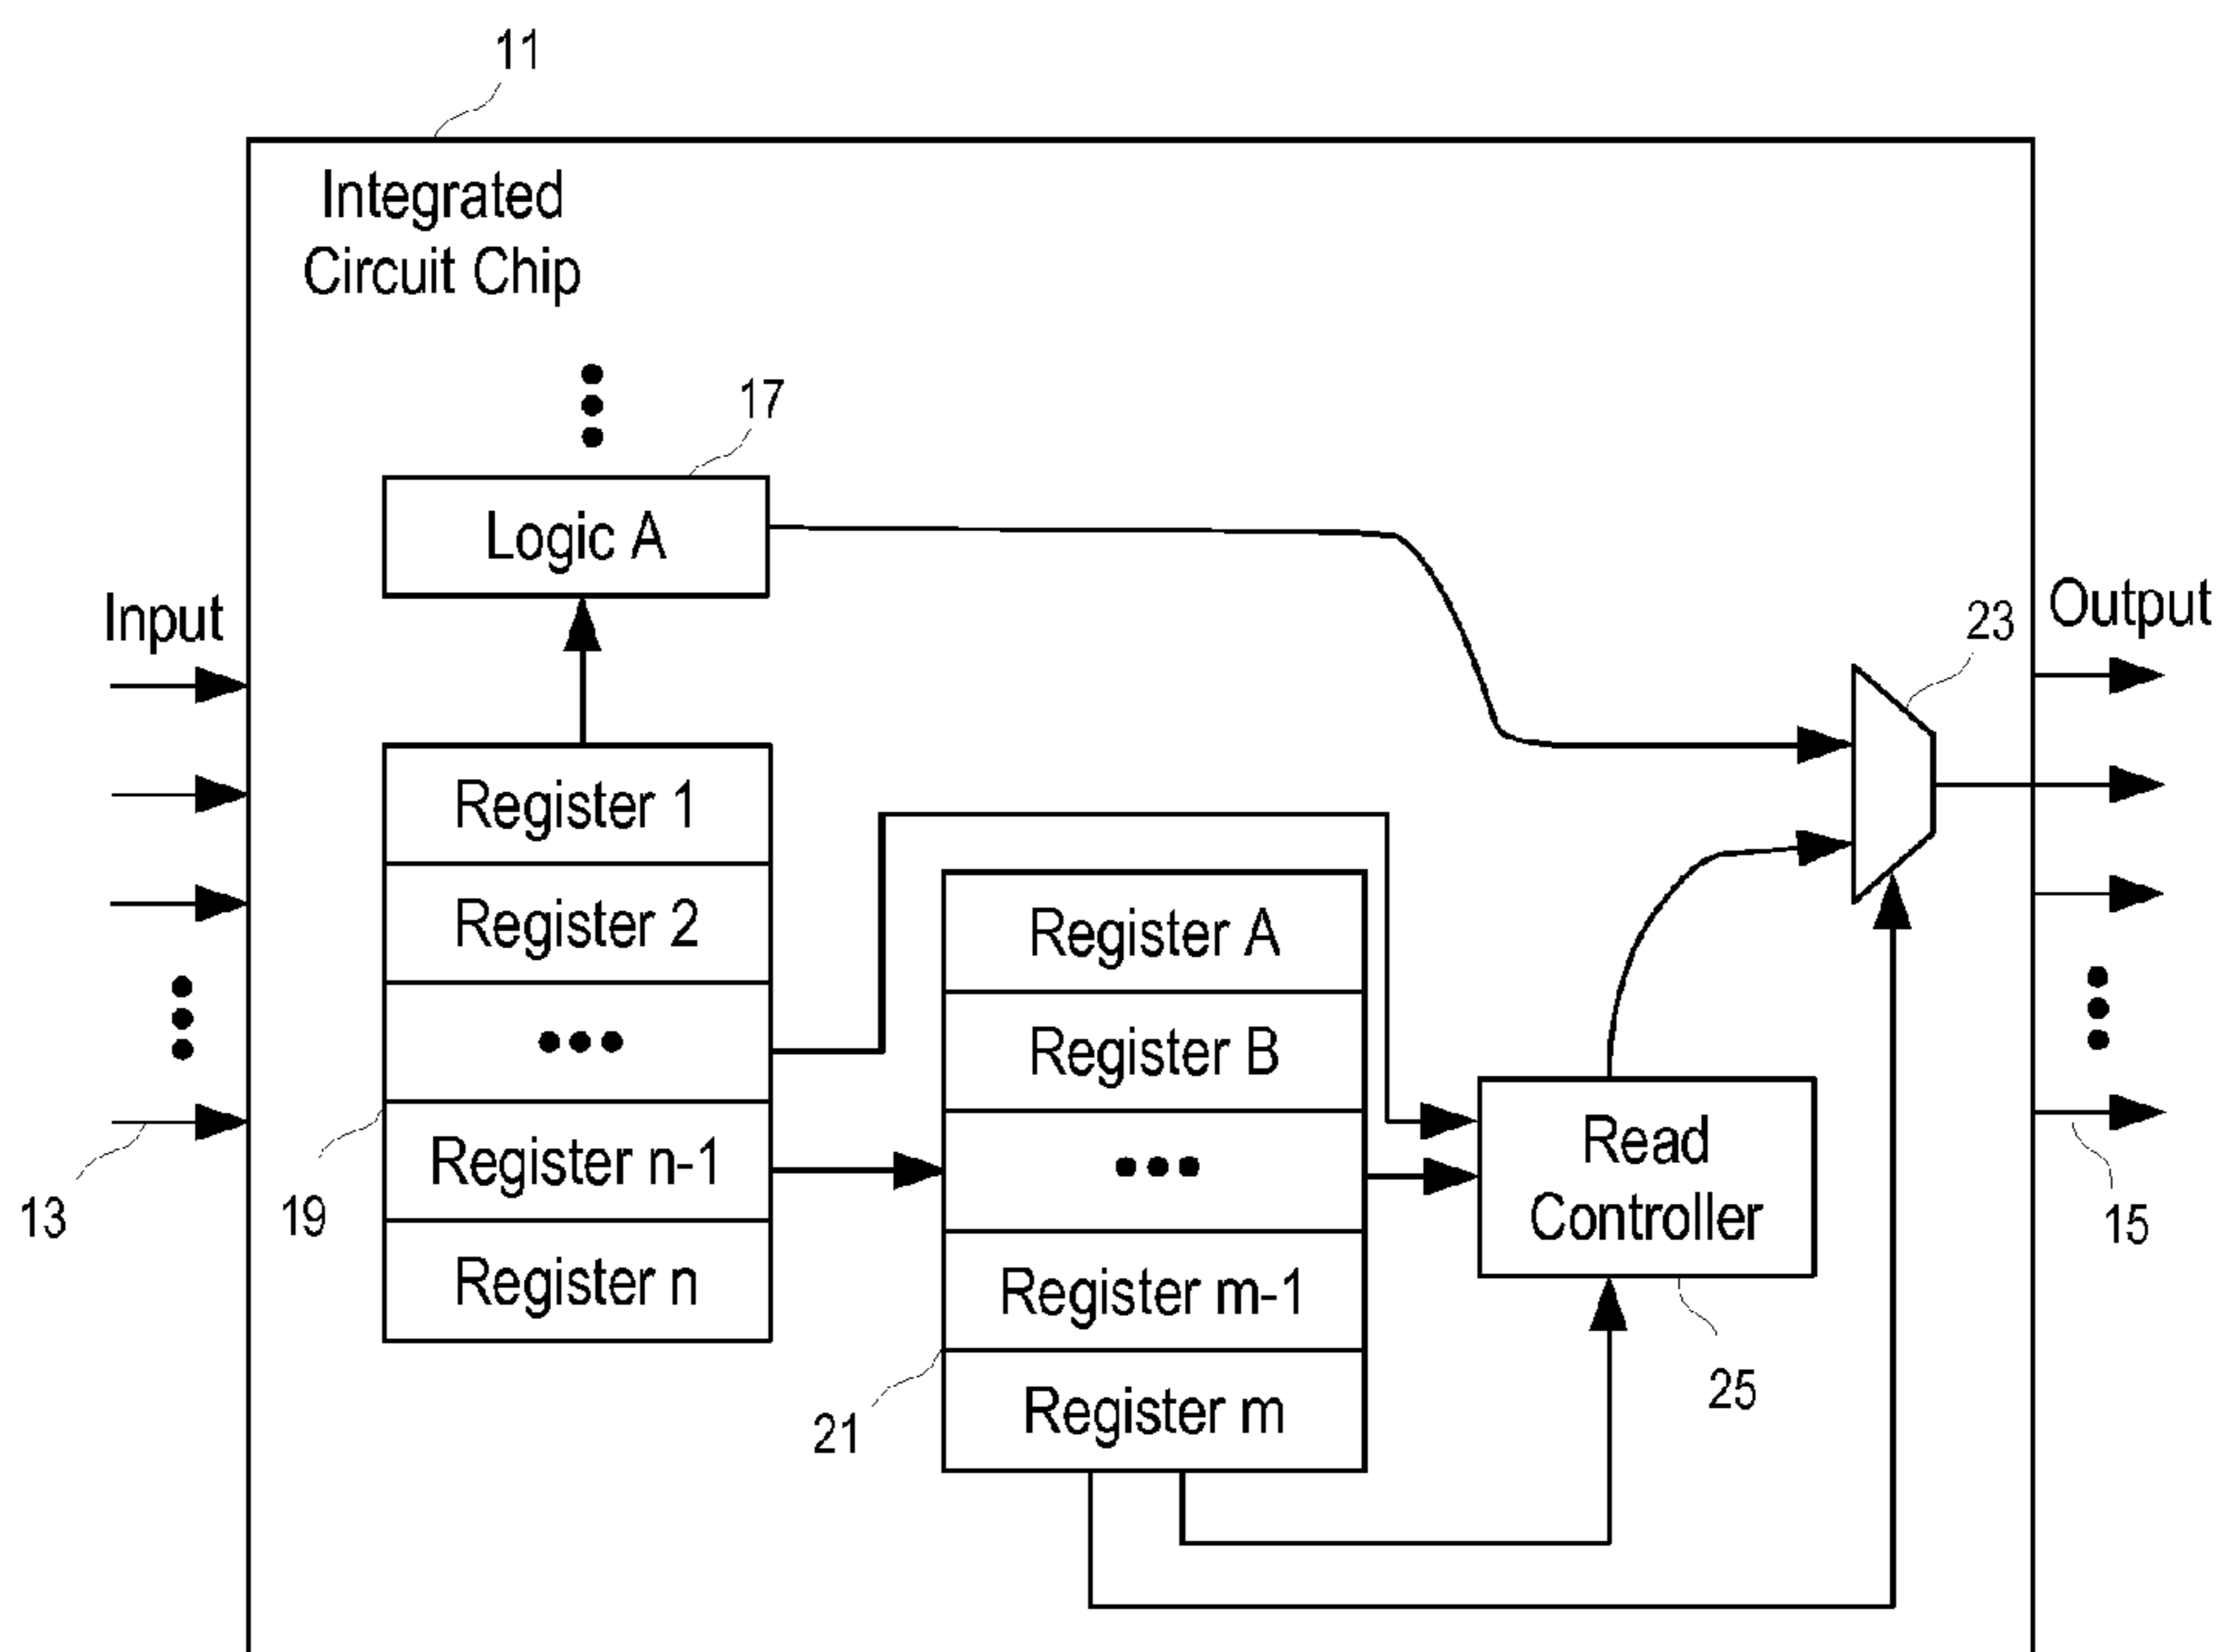 11
Integrated
Circuit Chip
17
Logic A
Input
Output
23
Register 1
Register 2
•••
Register n-1
Register n
Register A
Register B
•••
Register m-1
Register m
Read
Controller
13
19
15
21
25